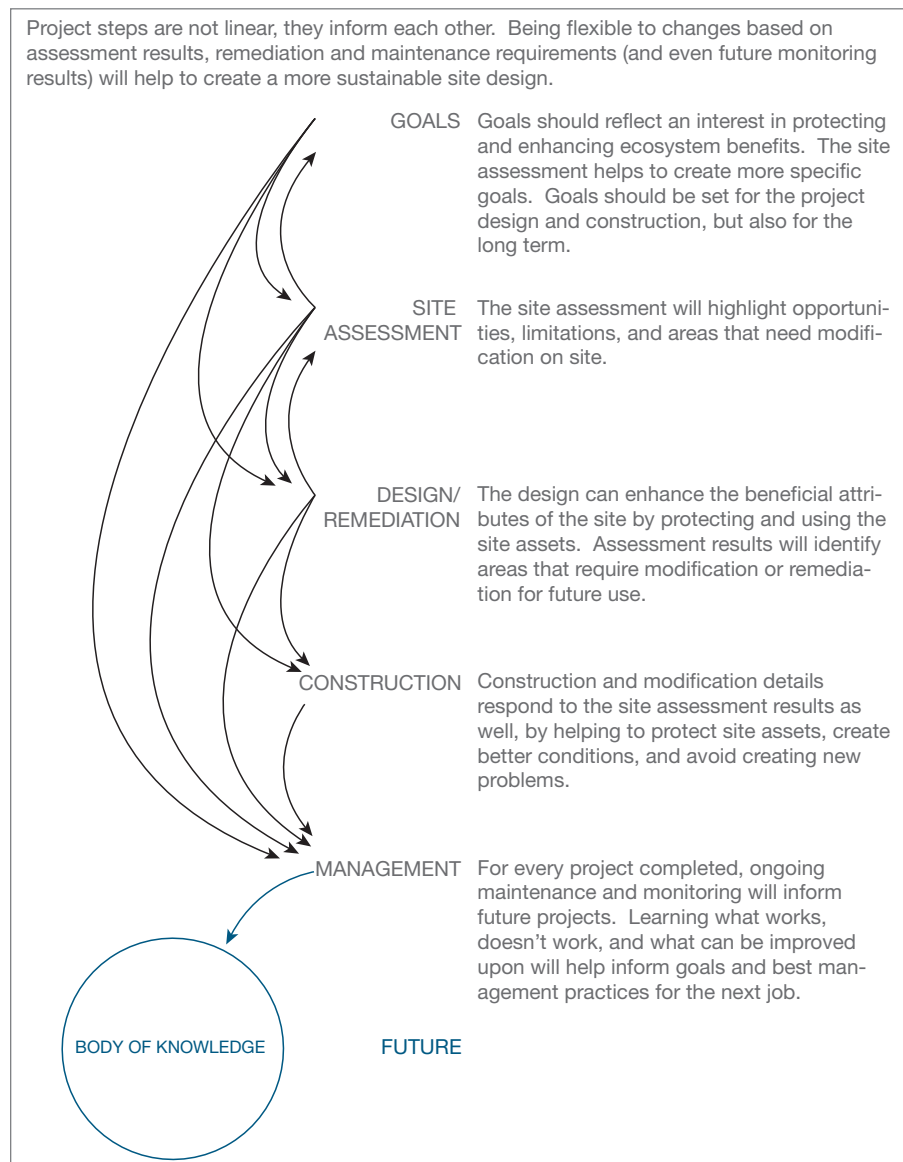 Project steps are not linear, they inform each other.  Being flexible to changes based on
assessment results, remediation and maintenance requirements (and even future monitoring
results) will help to create a more sustainable site design.
GOALS
Goals should reflect an interest in protecting
and enhancing ecosystem benefits.  The site
assessment helps to create more specific
goals.  Goals should be set for the project
design and construction, but also for the
long term.
SITE
ASSESSMENT
The site assessment will highlight opportuni-
ties, limitations, and areas that need modifi-
cation on site.
DESIGN/
REMEDIATION
The design can enhance the beneficial attri-
butes of the site by protecting and using the
site assets.  Assessment results will identify
areas that require modification or remedia-
tion for future use.
CONSTRUCTION
Construction and modification details
respond to the site assessment results as
well, by helping to protect site assets, create
better conditions, and avoid creating new
problems.
MANAGEMENT
For every project completed, ongoing
maintenance and monitoring will inform
future projects.  Learning what works,
doesn’t work, and what can be improved
upon will help inform goals and best man-
agement practices for the next job.
BODY OF KNOWLEDGE
FUTURE